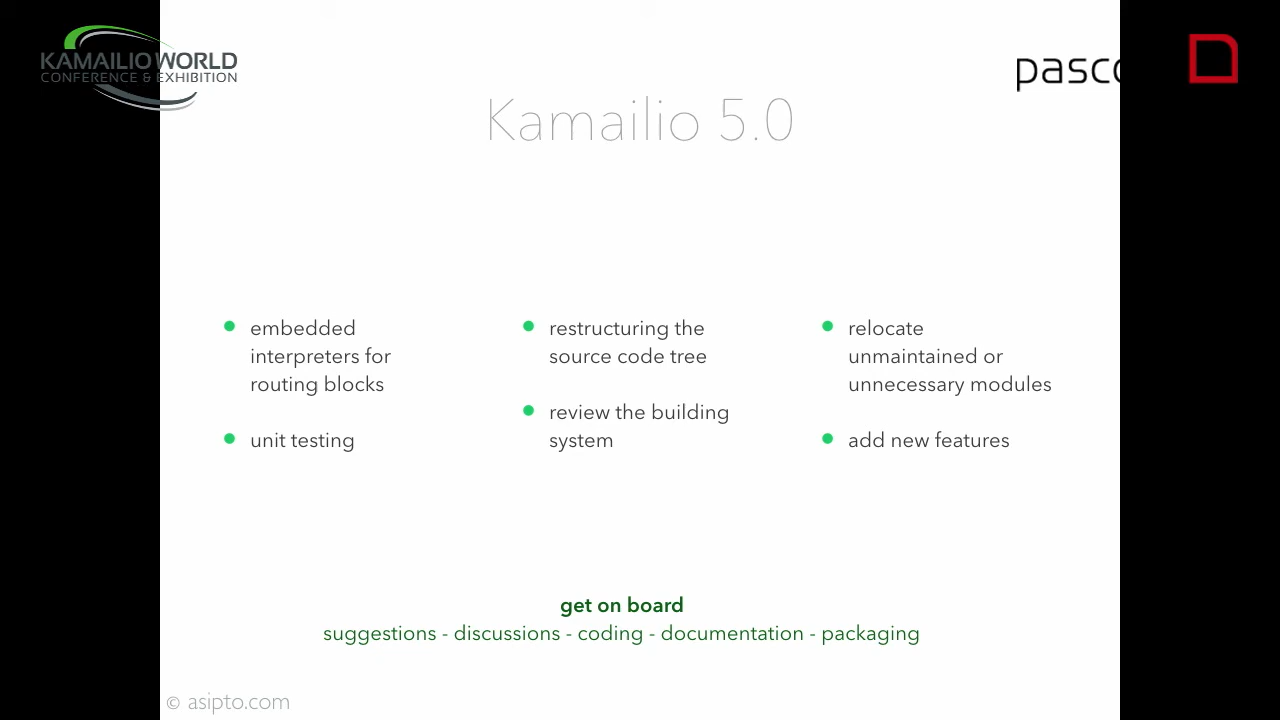 KAMAILIO WORLD
CONFERENCE & EXHIBITION
pasco
Kamailio 5.0
embedded
interpreters for
routing blocks
unit testing
restructuring the
source code tree
review the building
system
relocate
unmaintained or
unnecessary modules
add new features
get on board
suggestions - discussions - coding - documentation - packaging
© asipto.com